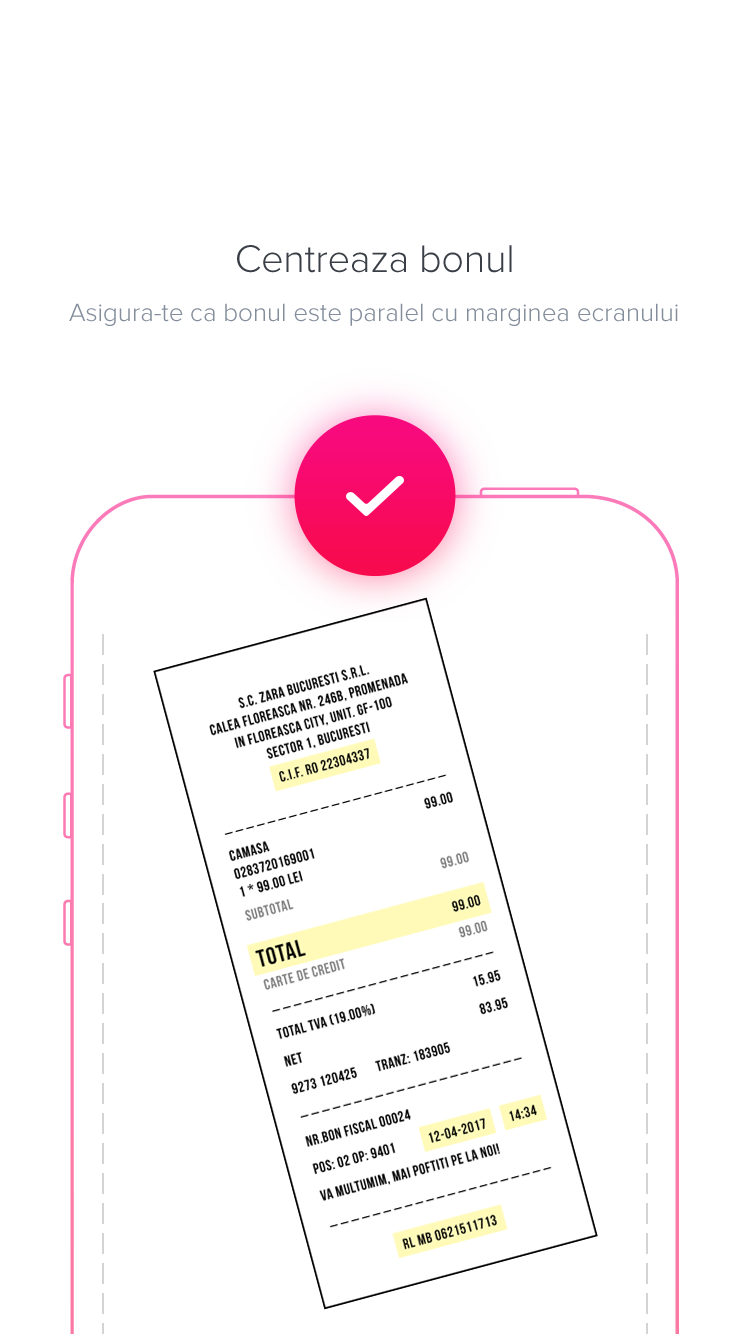 Centreaza bonul
Asigura-te ca bonul este paralel cu marginea ecranului
S.C. ZARA BUCURESTI S.R.L.
CALEA FLOREASCA NR. 246B, PROMENADA
IN FLOREASCA CITY, UNIT. GF-100
SECTOR 1, BUCURESTI
C.I.F. RO 22304337
99.00
CAMASA
0283720169001
1 * 99.00 LEI
SUBTOTAL 99.00
TOTAL 99.00
CARTE DE CREDIT 99.00
TOTAL TVA (19.00%) 15.95
NET 83.95
9273 120425 TRANZ: 183905
NR.BON FISCAL 00024
12-04-2017 14:34
POS: 02 OP: 9401
VA MULTUMIM, MAI POFTITI PE LA NOI!
RL MB 0621511713